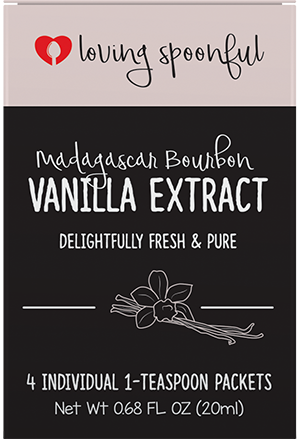 loving spoonful
Madagascar Bourbon
VANILLA EXTRACT
DELIGHTFULLY FRESH & PURE
4 INDIVIDUAL 1-TEASPOON PACKETS
Net Wt 0.68 FL OZ (20ml)